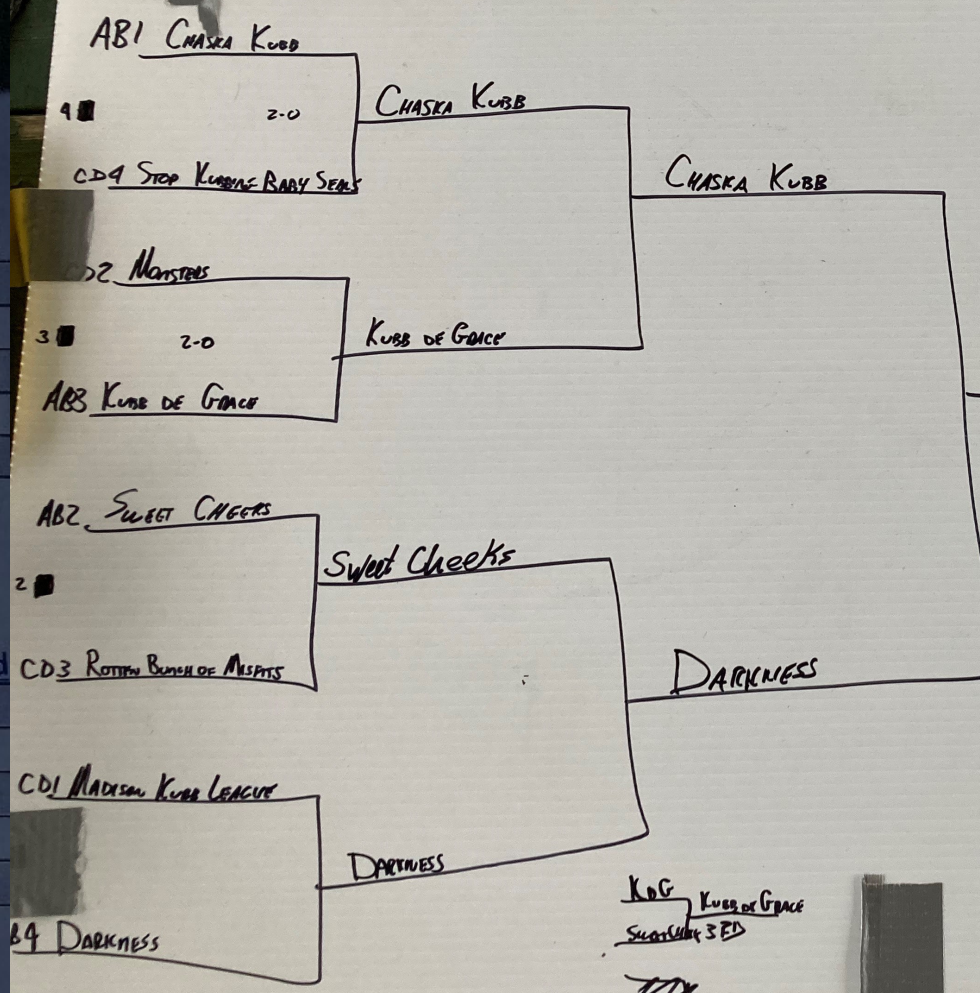 AB1 CHASKA KUBB
4
2-0
CHASKA KUBB
CD4 STOP KUBBING BABY SEALS
CHASKA KUBB
D2 MONSTERS
3
2-0
KUBB DE GRACE
AB3 KUBB DE GRACE
AB2 SWEET CHEEKS
2
Sweet Cheeks
CD3 ROTTEN BUNCH OF MISFITS
DARKNESS
CD1 MADISON KUBB LEAGUE
DARKNESS
B4 DARKNESS
KDG
KUBB DE GRACE
3RD